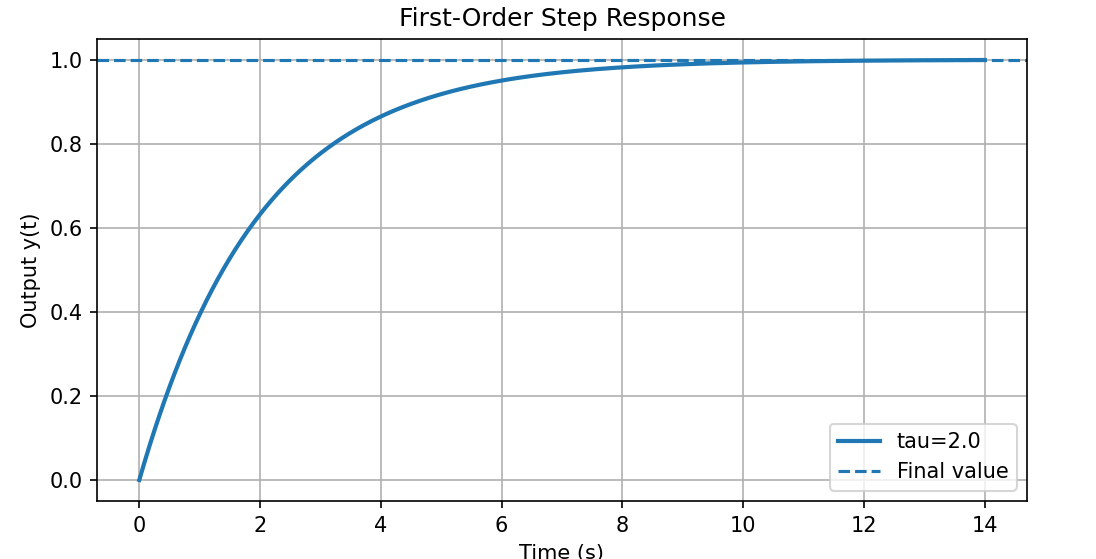 First-Order Step Response
Output y(t)
1.0
0.8
0.6
0.4
0.2
0.0
tau=2.0
Final value
0 2 4 6 8 10 12 14
Time (s)